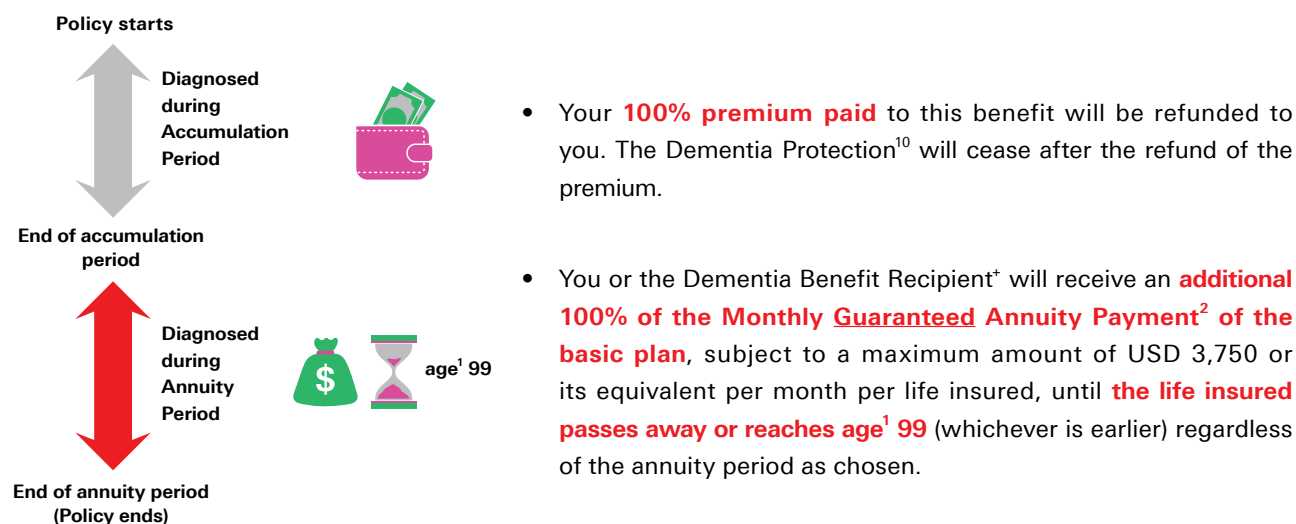 Policy starts
Diagnosed
during
Accumulation
Period
• Your 100% premium paid to this benefit will be refunded to
you. The Dementia Protection¹⁰ will cease after the refund of the
premium.
End of accumulation
period
Diagnosed
during
Annuity
Period
$
age¹ 99
• You or the Dementia Benefit Recipient⁺ will receive an additional
100% of the Monthly Guaranteed Annuity Payment² of the
basic plan, subject to a maximum amount of USD 3,750 or
its equivalent per month per life insured, until the life insured
passes away or reaches age¹ 99 (whichever is earlier) regardless
of the annuity period as chosen.
End of annuity period
(Policy ends)